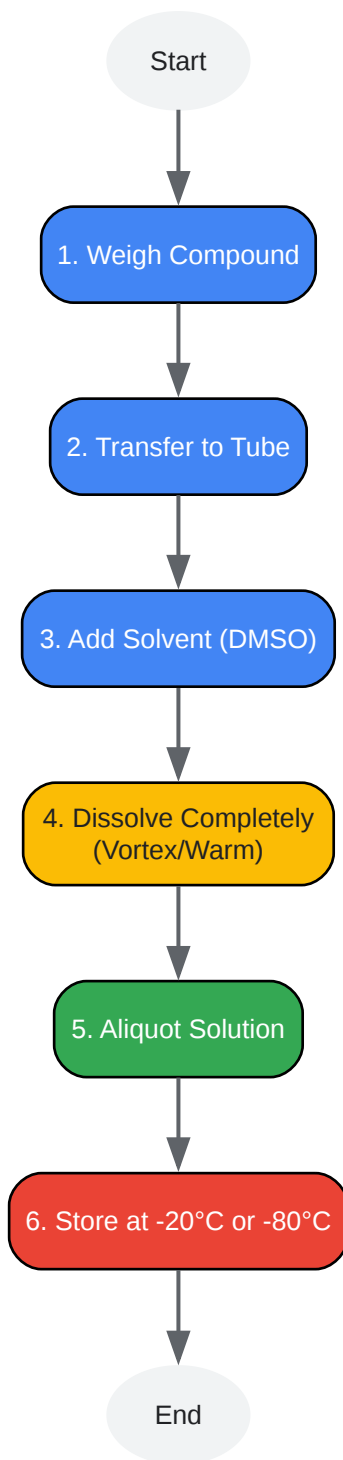 Start
1. Weigh Compound
2. Transfer to Tube
3. Add Solvent (DMSO)
4. Dissolve Completely
(Vortex/Warm)
5. Aliquot Solution
6. Store at -20°C or -80°C
End